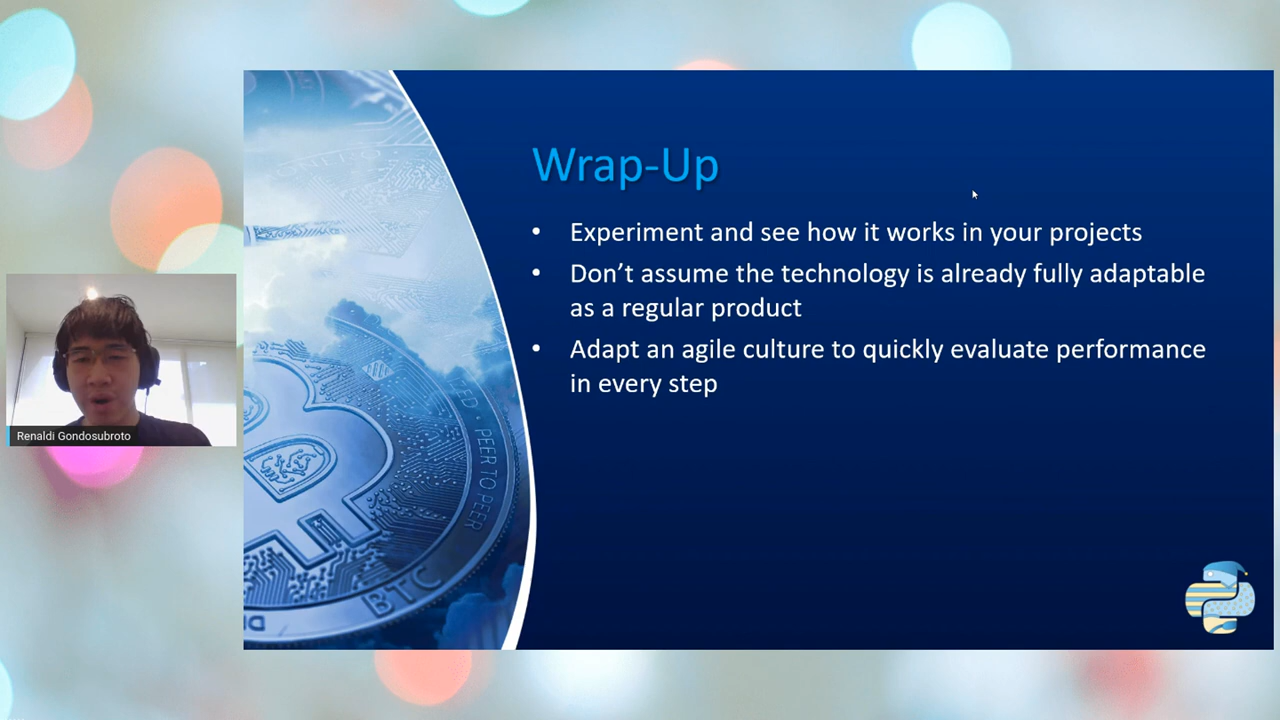 Wrap-Up
• Experiment and see how it works in your projects
• Don’t assume the technology is already fully adaptable
as a regular product
• Adapt an agile culture to quickly evaluate performance
in every step
PEER TO PEER
BTC
Renaldi Gondosubroto